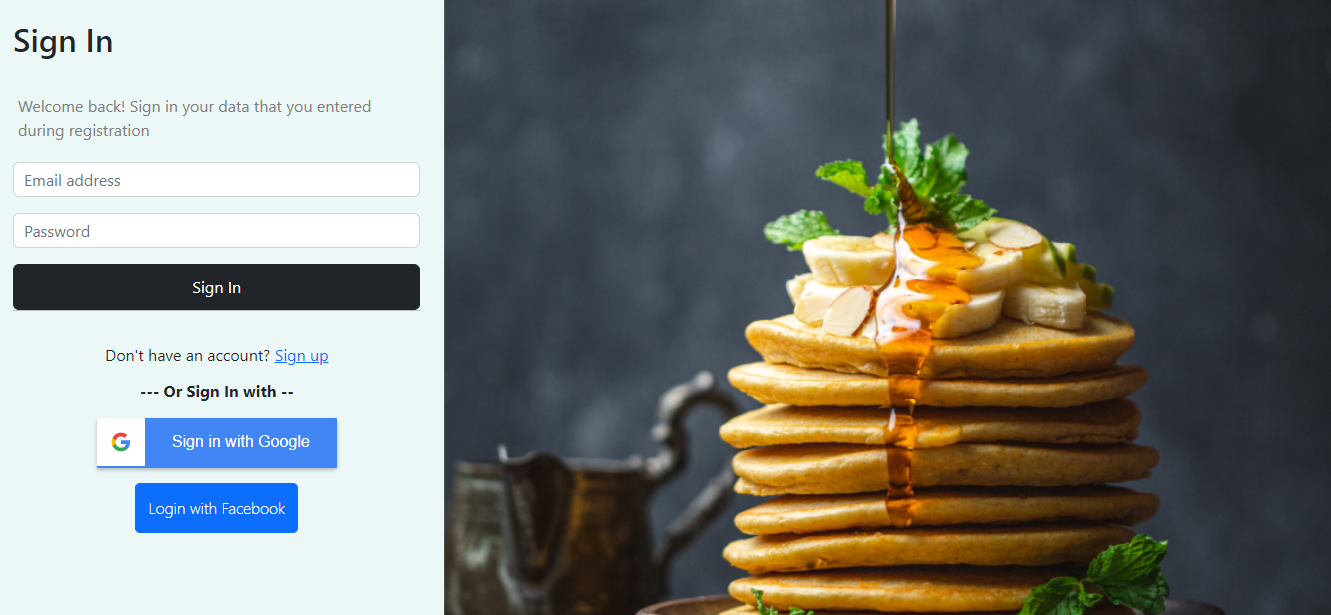 Sign In
Welcome back! Sign in your data that you entered
during registration
Email address
Password
Sign In
Don't have an account? Sign up
--- Or Sign In with --
Sign in with Google
Login with Facebook